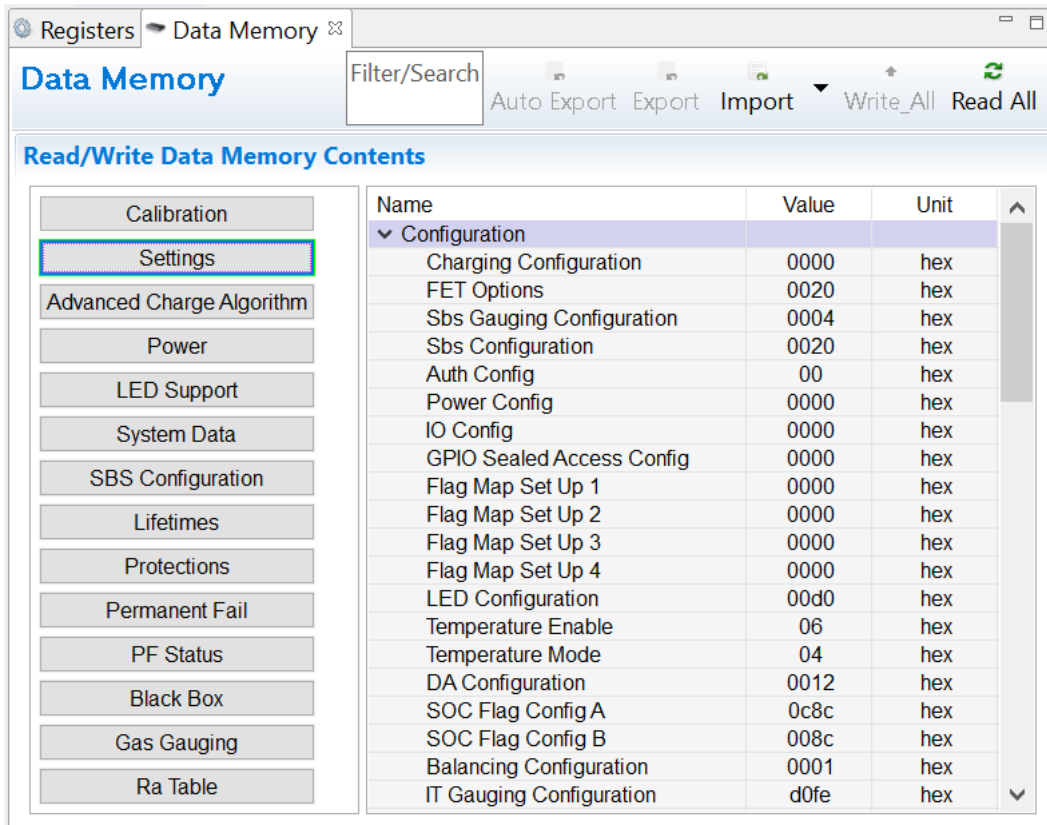 Registers Data Memory
Data Memory Filter/Search Auto Export Export Import Write_All Read All
Read/Write Data Memory Contents
Calibration
Settings
Advanced Charge Algorithm
Power
LED Support
System Data
SBS Configuration
Lifetimes
Protections
Permanent Fail
PF Status
Black Box
Gas Gauging
Ra Table
Name Value Unit
Configuration
Charging Configuration 0000 hex
FET Options 0020 hex
Sbs Gauging Configuration 0004 hex
Sbs Configuration 0020 hex
Auth Config 00 hex
Power Config 0000 hex
IO Config 0000 hex
GPIO Sealed Access Config 0000 hex
Flag Map Set Up 1 0000 hex
Flag Map Set Up 2 0000 hex
Flag Map Set Up 3 0000 hex
Flag Map Set Up 4 0000 hex
LED Configuration 00d0 hex
Temperature Enable 06 hex
Temperature Mode 04 hex
DA Configuration 0012 hex
SOC Flag Config A 0c8c hex
SOC Flag Config B 008c hex
Balancing Configuration 0001 hex
IT Gauging Configuration d0fe hex